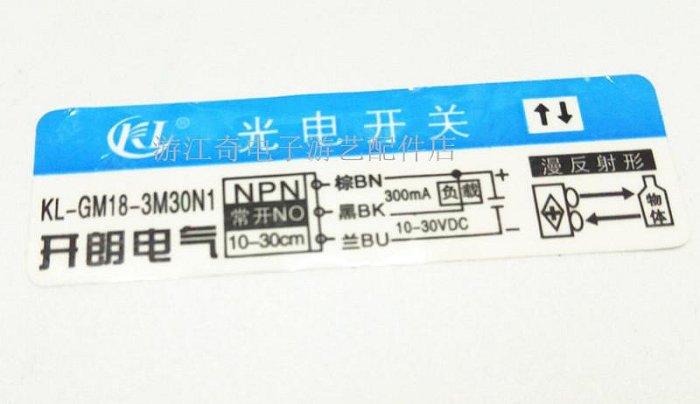 KL ® 光电开关
游江奇电子游艺配件店
KL-GM18-3M30N1
开朗电气
NPN
常开NO
10-30cm
棕BN
300mA 负载
黑BK
10-30VDC
兰BU
+
−
漫反射形
物体